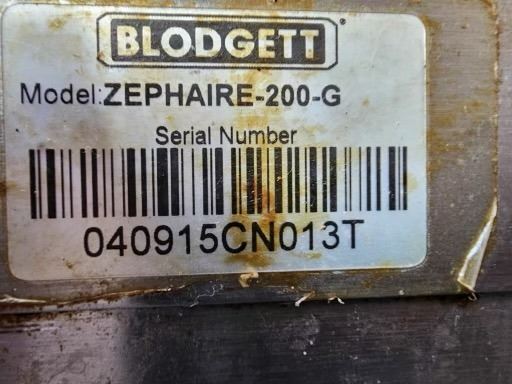 BLODGETT
Model:ZEPHAIRE-200-G
Serial Number
040915CN013T